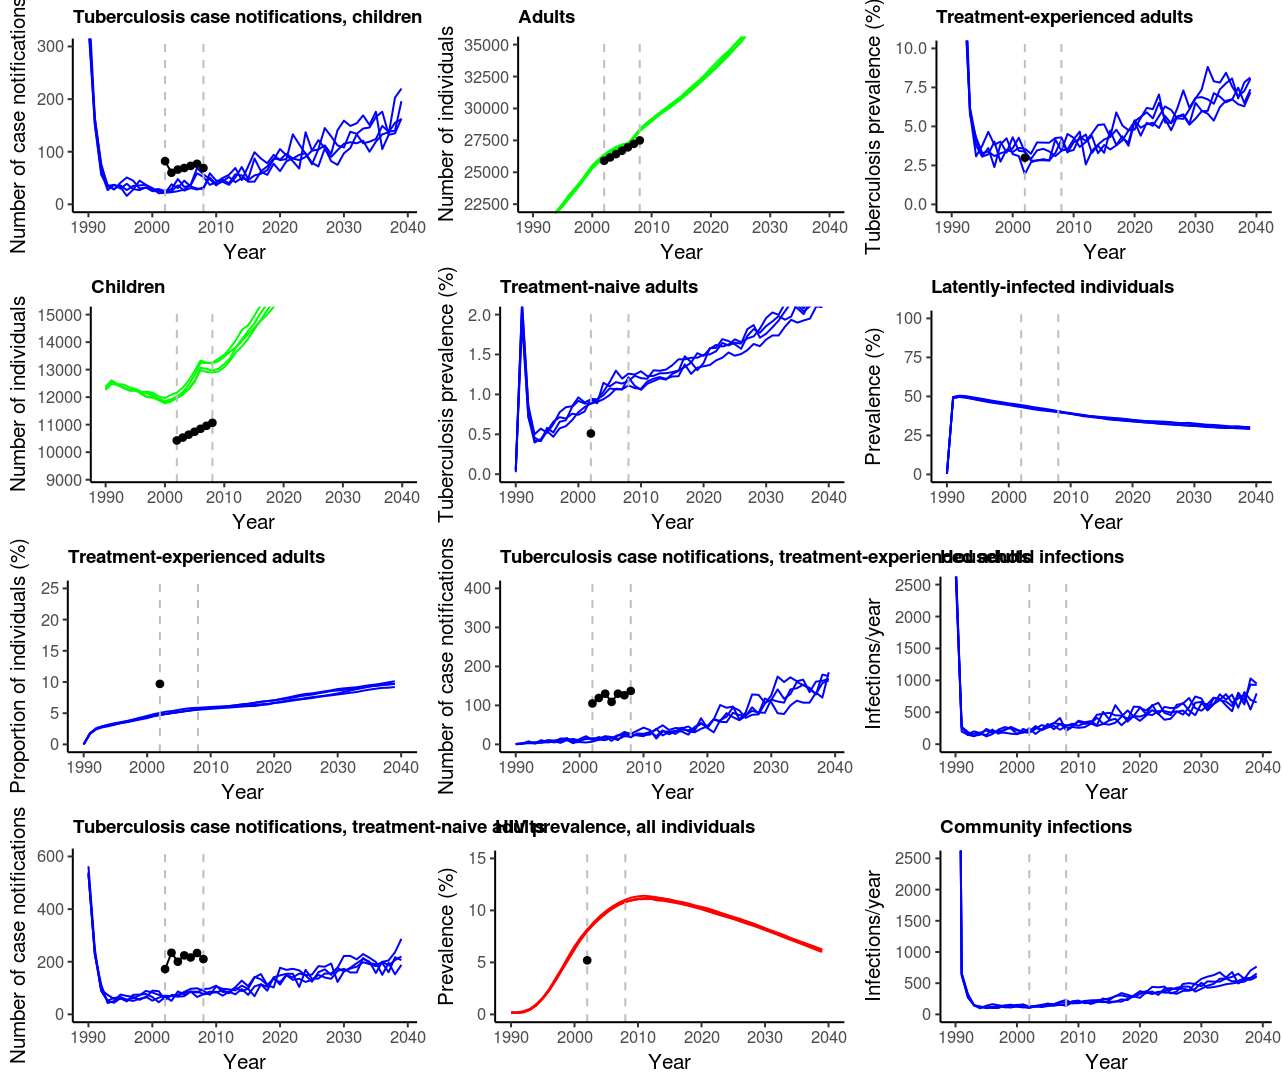 Tuberculosis case notifications, children
Number of case notifications
300
200
100
0
1990 2000 2010 2020 2030 2040
Year
Adults
Number of individuals
35000
32500
30000
27500
25000
22500
1990 2000 2010 2020 2030 2040
Year
Treatment-experienced adults
Tuberculosis prevalence (%)
10.0
7.5
5.0
2.5
0.0
1990 2000 2010 2020 2030 2040
Year
Children
Number of individuals
15000
14000
13000
12000
11000
10000
9000
1990 2000 2010 2020 2030 2040
Year
Treatment-naive adults
Tuberculosis prevalence (%)
2.0
1.5
1.0
0.5
0.0
1990 2000 2010 2020 2030 2040
Year
Latently-infected individuals
Prevalence (%)
100
75
50
25
0
1990 2000 2010 2020 2030 2040
Year
Treatment-experienced adults
Proportion of individuals (%)
25
20
15
10
5
0
1990 2000 2010 2020 2030 2040
Year
Tuberculosis case notifications, treatment-experienced adults
Number of case notifications
400
300
200
100
0
1990 2000 2010 2020 2030 2040
Year
Household infections
Infections/year
2500
2000
1500
1000
500
0
1990 2000 2010 2020 2030 2040
Year
Tuberculosis case notifications, treatment-naive adults
Number of case notifications
600
400
200
0
1990 2000 2010 2020 2030 2040
Year
HIV prevalence, all individuals
Prevalence (%)
15
10
5
0
1990 2000 2010 2020 2030 2040
Year
Community infections
Infections/year
2500
2000
1500
1000
500
0
1990 2000 2010 2020 2030 2040
Year